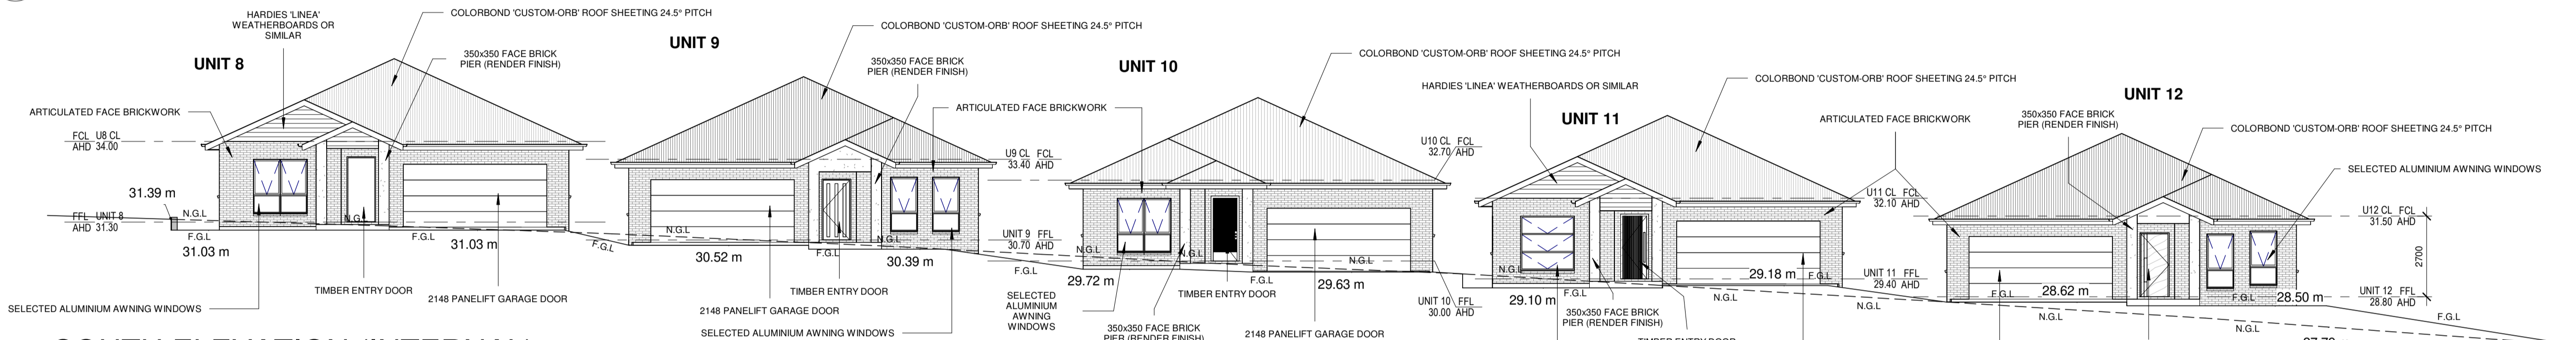 HARDIES 'LINEA'
WEATHERBOARDS OR
SIMILAR
COLORBOND 'CUSTOM-ORB' ROOF SHEETING 24.5° PITCH
UNIT 8
350x350 FACE BRICK
PIER (RENDER FINISH)
ARTICULATED FACE BRICKWORK
FCL U8 CL
AHD 34.00
31.39 m
FFL UNIT 8
AHD 31.30
N.G.L
N.G.L
F.G.L
31.03 m
F.G.L
31.03 m
F.G.L
TIMBER ENTRY DOOR
2148 PANELIFT GARAGE DOOR
SELECTED ALUMINIUM AWNING WINDOWS
UNIT 9
COLORBOND 'CUSTOM-ORB' ROOF SHEETING 24.5° PITCH
350x350 FACE BRICK
PIER (RENDER FINISH)
ARTICULATED FACE BRICKWORK
U9 CL FCL
33.40 AHD
N.G.L
N.G.L
UNIT 9 FFL
30.70 AHD
30.52 m
F.G.L
30.39 m
F.G.L
TIMBER ENTRY DOOR
2148 PANELIFT GARAGE DOOR
SELECTED ALUMINIUM AWNING WINDOWS
UNIT 10
COLORBOND 'CUSTOM-ORB' ROOF SHEETING 24.5° PITCH
U10 CL FCL
32.70 AHD
N.G.L
N.G.L
N.G.L
29.72 m
F.G.L
29.63 m
TIMBER ENTRY DOOR
SELECTED
ALUMINIUM
AWNING
WINDOWS
UNIT 10 FFL
30.00 AHD
350x350 FACE BRICK
PIER (RENDER FINISH)
2148 PANELIFT GARAGE DOOR
HARDIES 'LINEA' WEATHERBOARDS OR SIMILAR
COLORBOND 'CUSTOM-ORB' ROOF SHEETING 24.5° PITCH
UNIT 11
ARTICULATED FACE BRICKWORK
U11 CL FCL
32.10 AHD
N.G.L
29.18 m
F.G.L
UNIT 11 FFL
29.40 AHD
29.10 m
F.G.L
N.G.L
N.G.L
350x350 FACE BRICK
PIER (RENDER FINISH)
TIMBER ENTRY DOOR
UNIT 12
350x350 FACE BRICK
PIER (RENDER FINISH)
COLORBOND 'CUSTOM-ORB' ROOF SHEETING 24.5° PITCH
SELECTED ALUMINIUM AWNING WINDOWS
U12 CL FCL
31.50 AHD
2700
F.G.L
28.62 m
F.G.L
28.50 m
UNIT 12 FFL
28.80 AHD
N.G.L
N.G.L
F.G.L